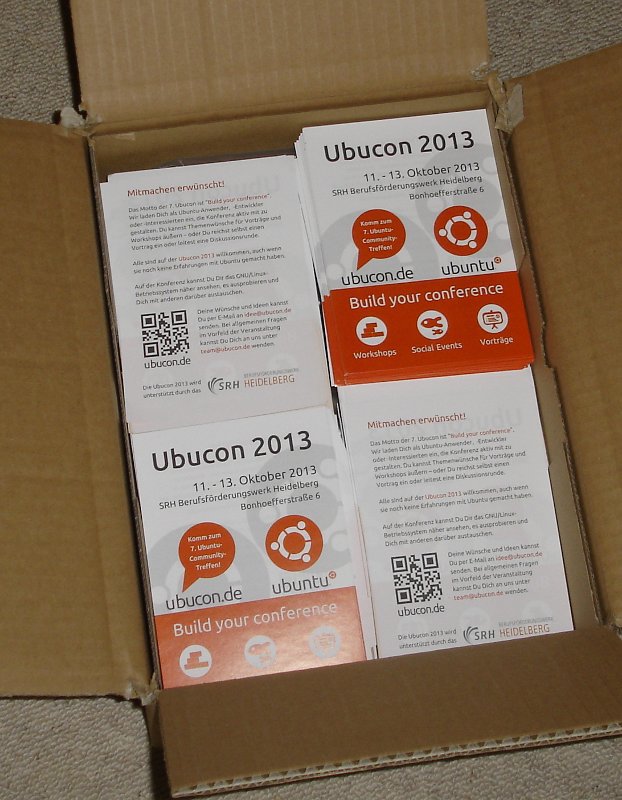 Mitmachen erwünscht!
Das Motto der 7. Ubucon ist "Build your conference".
Wir laden Dich als Ubuntu-Anwender, -Entwickler
oder -Interessierten ein, die Konferenz aktiv mit zu
gestalten. Du kannst Themenwünsche für Vorträge und
Workshops äußern – oder Du reichst selbst einen
Vortrag ein oder leitest eine Diskussionsrunde.
Alle sind auf der Ubucon 2013 willkommen, auch wenn
sie noch keine Erfahrungen mit Ubuntu gemacht haben.
Auf der Konferenz kannst Du Dir das GNU/Linux-
Betriebssystem näher ansehen, es ausprobieren und
Dich mit anderen darüber austauschen.
Deine Wünsche und Ideen kannst
Du per E-Mail an idee@ubucon.de
senden. Bei allgemeinen Fragen
im Vorfeld der Veranstaltung
kannst Du Dich an uns unter
team@ubucon.de wenden.
ubucon.de
Die Ubucon 2013 wird
unterstützt durch das
SRH
BERUFSFÖRDERUNGSWERK
HEIDELBERG
Ubucon 2013
11. - 13. Oktober 2013
SRH Berufsförderungswerk Heidelberg
Bonhoefferstraße 6
Komm zum
7. Ubuntu-
Community-
Treffen!
ubucon.de
ubuntu
Build your conference
Workshops
Social Events
Vorträge
Ubucon 2013
11. - 13. Oktober 2013
SRH Berufsförderungswerk Heidelberg
Bonhoefferstraße 6
Komm zum
7. Ubuntu-
Community-
Treffen!
ubucon.de
ubuntu
Build your conference
Mitmachen erwünscht!
Das Motto der 7. Ubucon ist "Build your conference".
Wir laden Dich als Ubuntu-Anwender, -Entwickler
oder -Interessierten ein, die Konferenz aktiv mit zu
gestalten. Du kannst Themenwünsche für Vorträge und
Workshops äußern – oder Du reichst selbst einen
Vortrag ein oder leitest eine Diskussionsrunde.
Alle sind auf der Ubucon 2013 willkommen, auch wenn
sie noch keine Erfahrungen mit Ubuntu gemacht haben.
Auf der Konferenz kannst Du Dir das GNU/Linux-
Betriebssystem näher ansehen, es ausprobieren und
Dich mit anderen darüber austauschen.
Deine Wünsche und Ideen kannst
Du per E-Mail an idee@ubucon.de
senden. Bei allgemeinen Fragen
im Vorfeld der Veranstaltung
kannst Du Dich an uns unter
team@ubucon.de wenden.
ubucon.de
Die Ubucon 2013 wird
unterstützt durch das
SRH
BERUFSFÖRDERUNGSWERK
HEIDELBERG